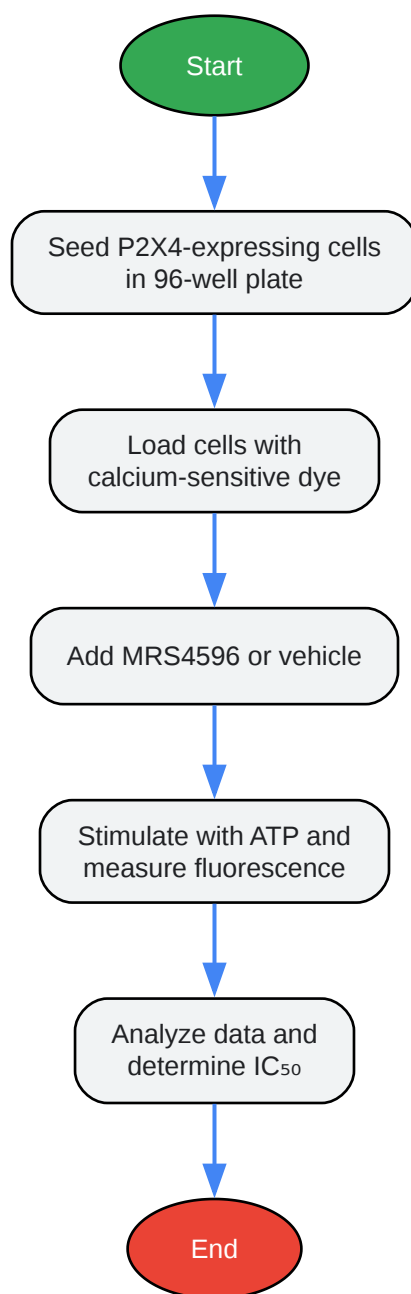 Start
Seed P2X4-expressing cells
in 96-well plate
Load cells with
calcium-sensitive dye
Add MRS4596 or vehicle
Stimulate with ATP and
measure fluorescence
Analyze data and
determine IC₅₀
End